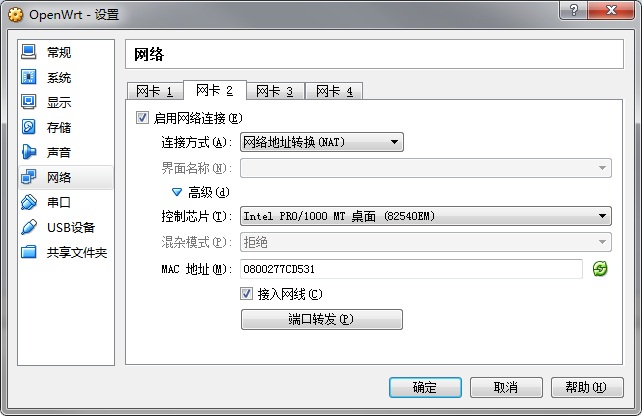 OpenWrt - 设置
常规
系统
显示
存储
声音
网络
串口
USB设备
共享文件夹
网络
网卡 1 网卡 2 网卡 3 网卡 4
启用网络连接(E)
连接方式(A): 网络地址转换(NAT)
界面名称(N):
高级(d)
控制芯片(T): Intel PRO/1000 MT 桌面 (82540EM)
混杂模式(P): 拒绝
MAC 地址(M): 0800277CD531
接入网线(C)
端口转发(P)
确定 取消 帮助(H)